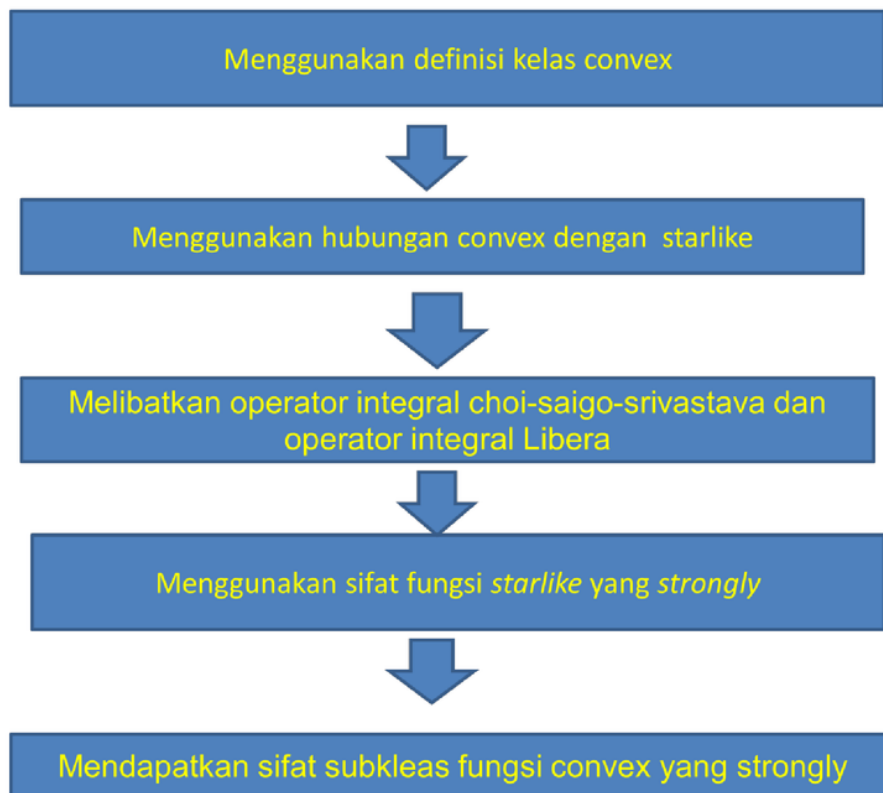 Menggunakan definisi kelas convex
Menggunakan hubungan convex dengan starlike
Melibatkan operator integral choi-saigo-srivastava dan
operator integral Libera
Menggunakan sifat fungsi starlike yang strongly
Mendapatkan sifat subkleas fungsi convex yang strongly